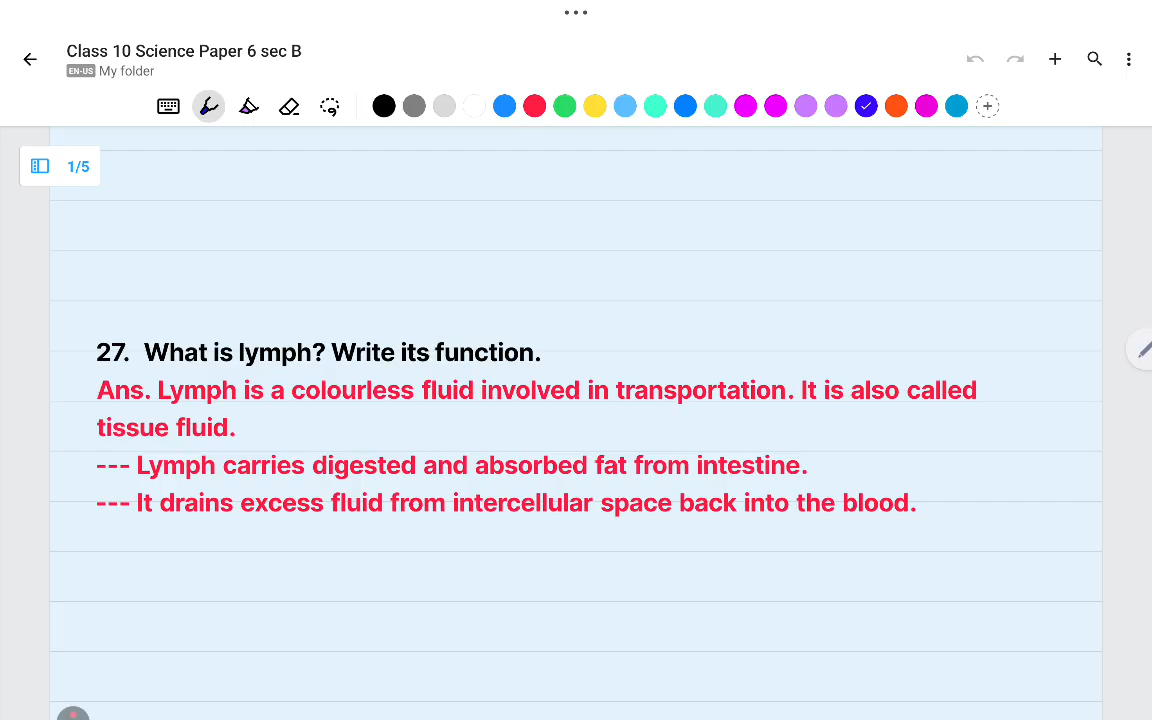 Class 10 Science Paper 6 sec B
EN-US My folder
1/5
27. What is lymph? Write its function.
Ans. Lymph is a colourless fluid involved in transportation. It is also called
tissue fluid.
--- Lymph carries digested and absorbed fat from intestine.
--- It drains excess fluid from intercellular space back into the blood.